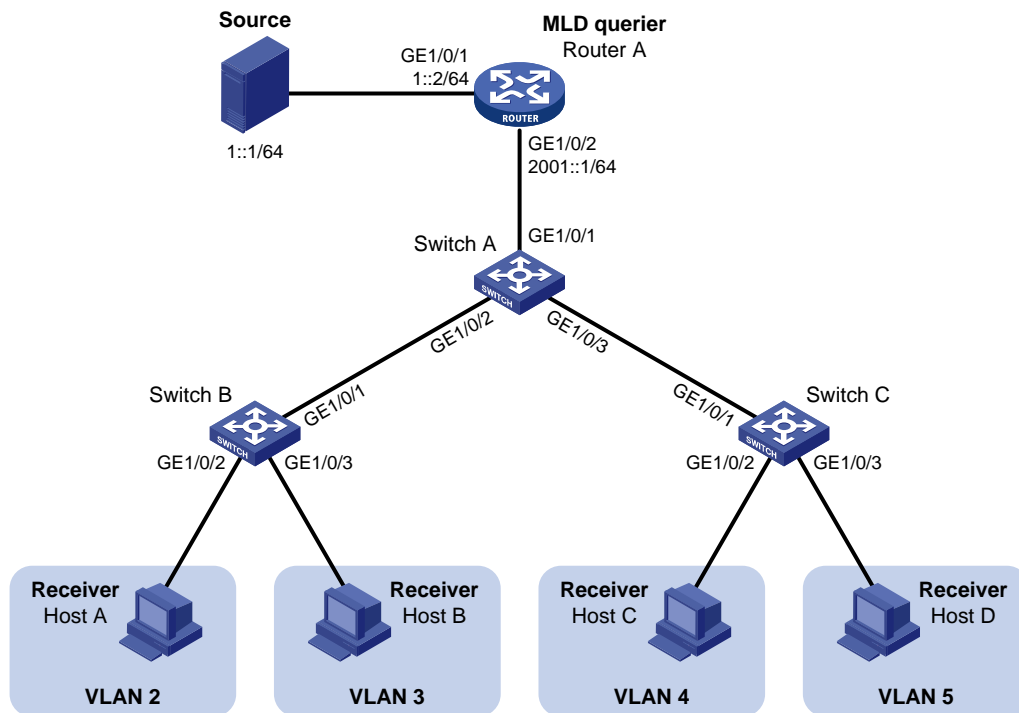 Source
MLD querier
Router A
GE1/0/1
1::2/64
ROUTER
1::1/64
GE1/0/2
2001::1/64
GE1/0/1
Switch A
SWITCH
GE1/0/2
GE1/0/3
Switch B
GE1/0/1
SWITCH
GE1/0/2
GE1/0/3
Switch C
GE1/0/1
SWITCH
GE1/0/2
GE1/0/3
Receiver
Host A
VLAN 2
Receiver
Host B
VLAN 3
Receiver
Host C
VLAN 4
Receiver
Host D
VLAN 5